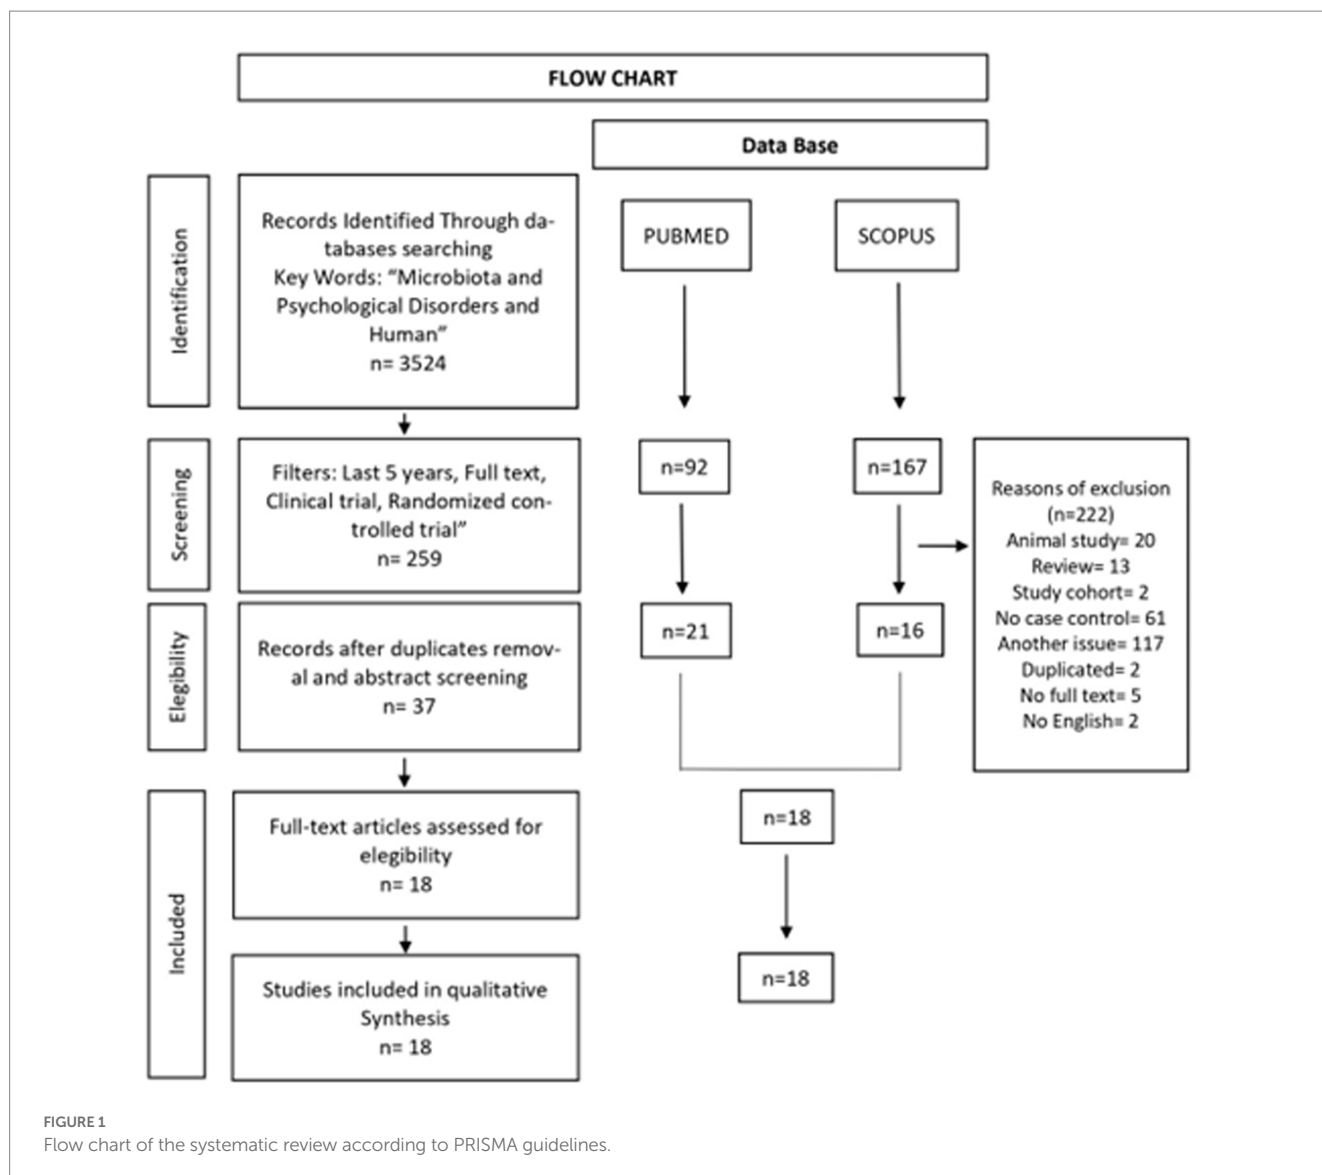 FLOW CHART
Data Base
Identification
Records Identified Through da-
tabases searching
Key Words: “Microbiota and
Psychological Disorders and
Human”
n= 3524
PUBMED
SCOPUS
Screening
Filters: Last 5 years, Full text,
Clinical trial, Randomized con-
trolled trial”
n= 259
n=92
n=167
Reasons of exclusion
(n=222)
Animal study= 20
Review= 13
Study cohort= 2
No case control= 61
Another issue= 117
Duplicated= 2
No full text= 5
No English= 2
Elegibility
Records after duplicates remov-
al and abstract screening
n= 37
n=21
n=16
Included
Full-text articles assessed for
elegibility
n= 18
n=18
Studies included in qualitative
Synthesis
n= 18
n=18
FIGURE 1
Flow chart of the systematic review according to PRISMA guidelines.